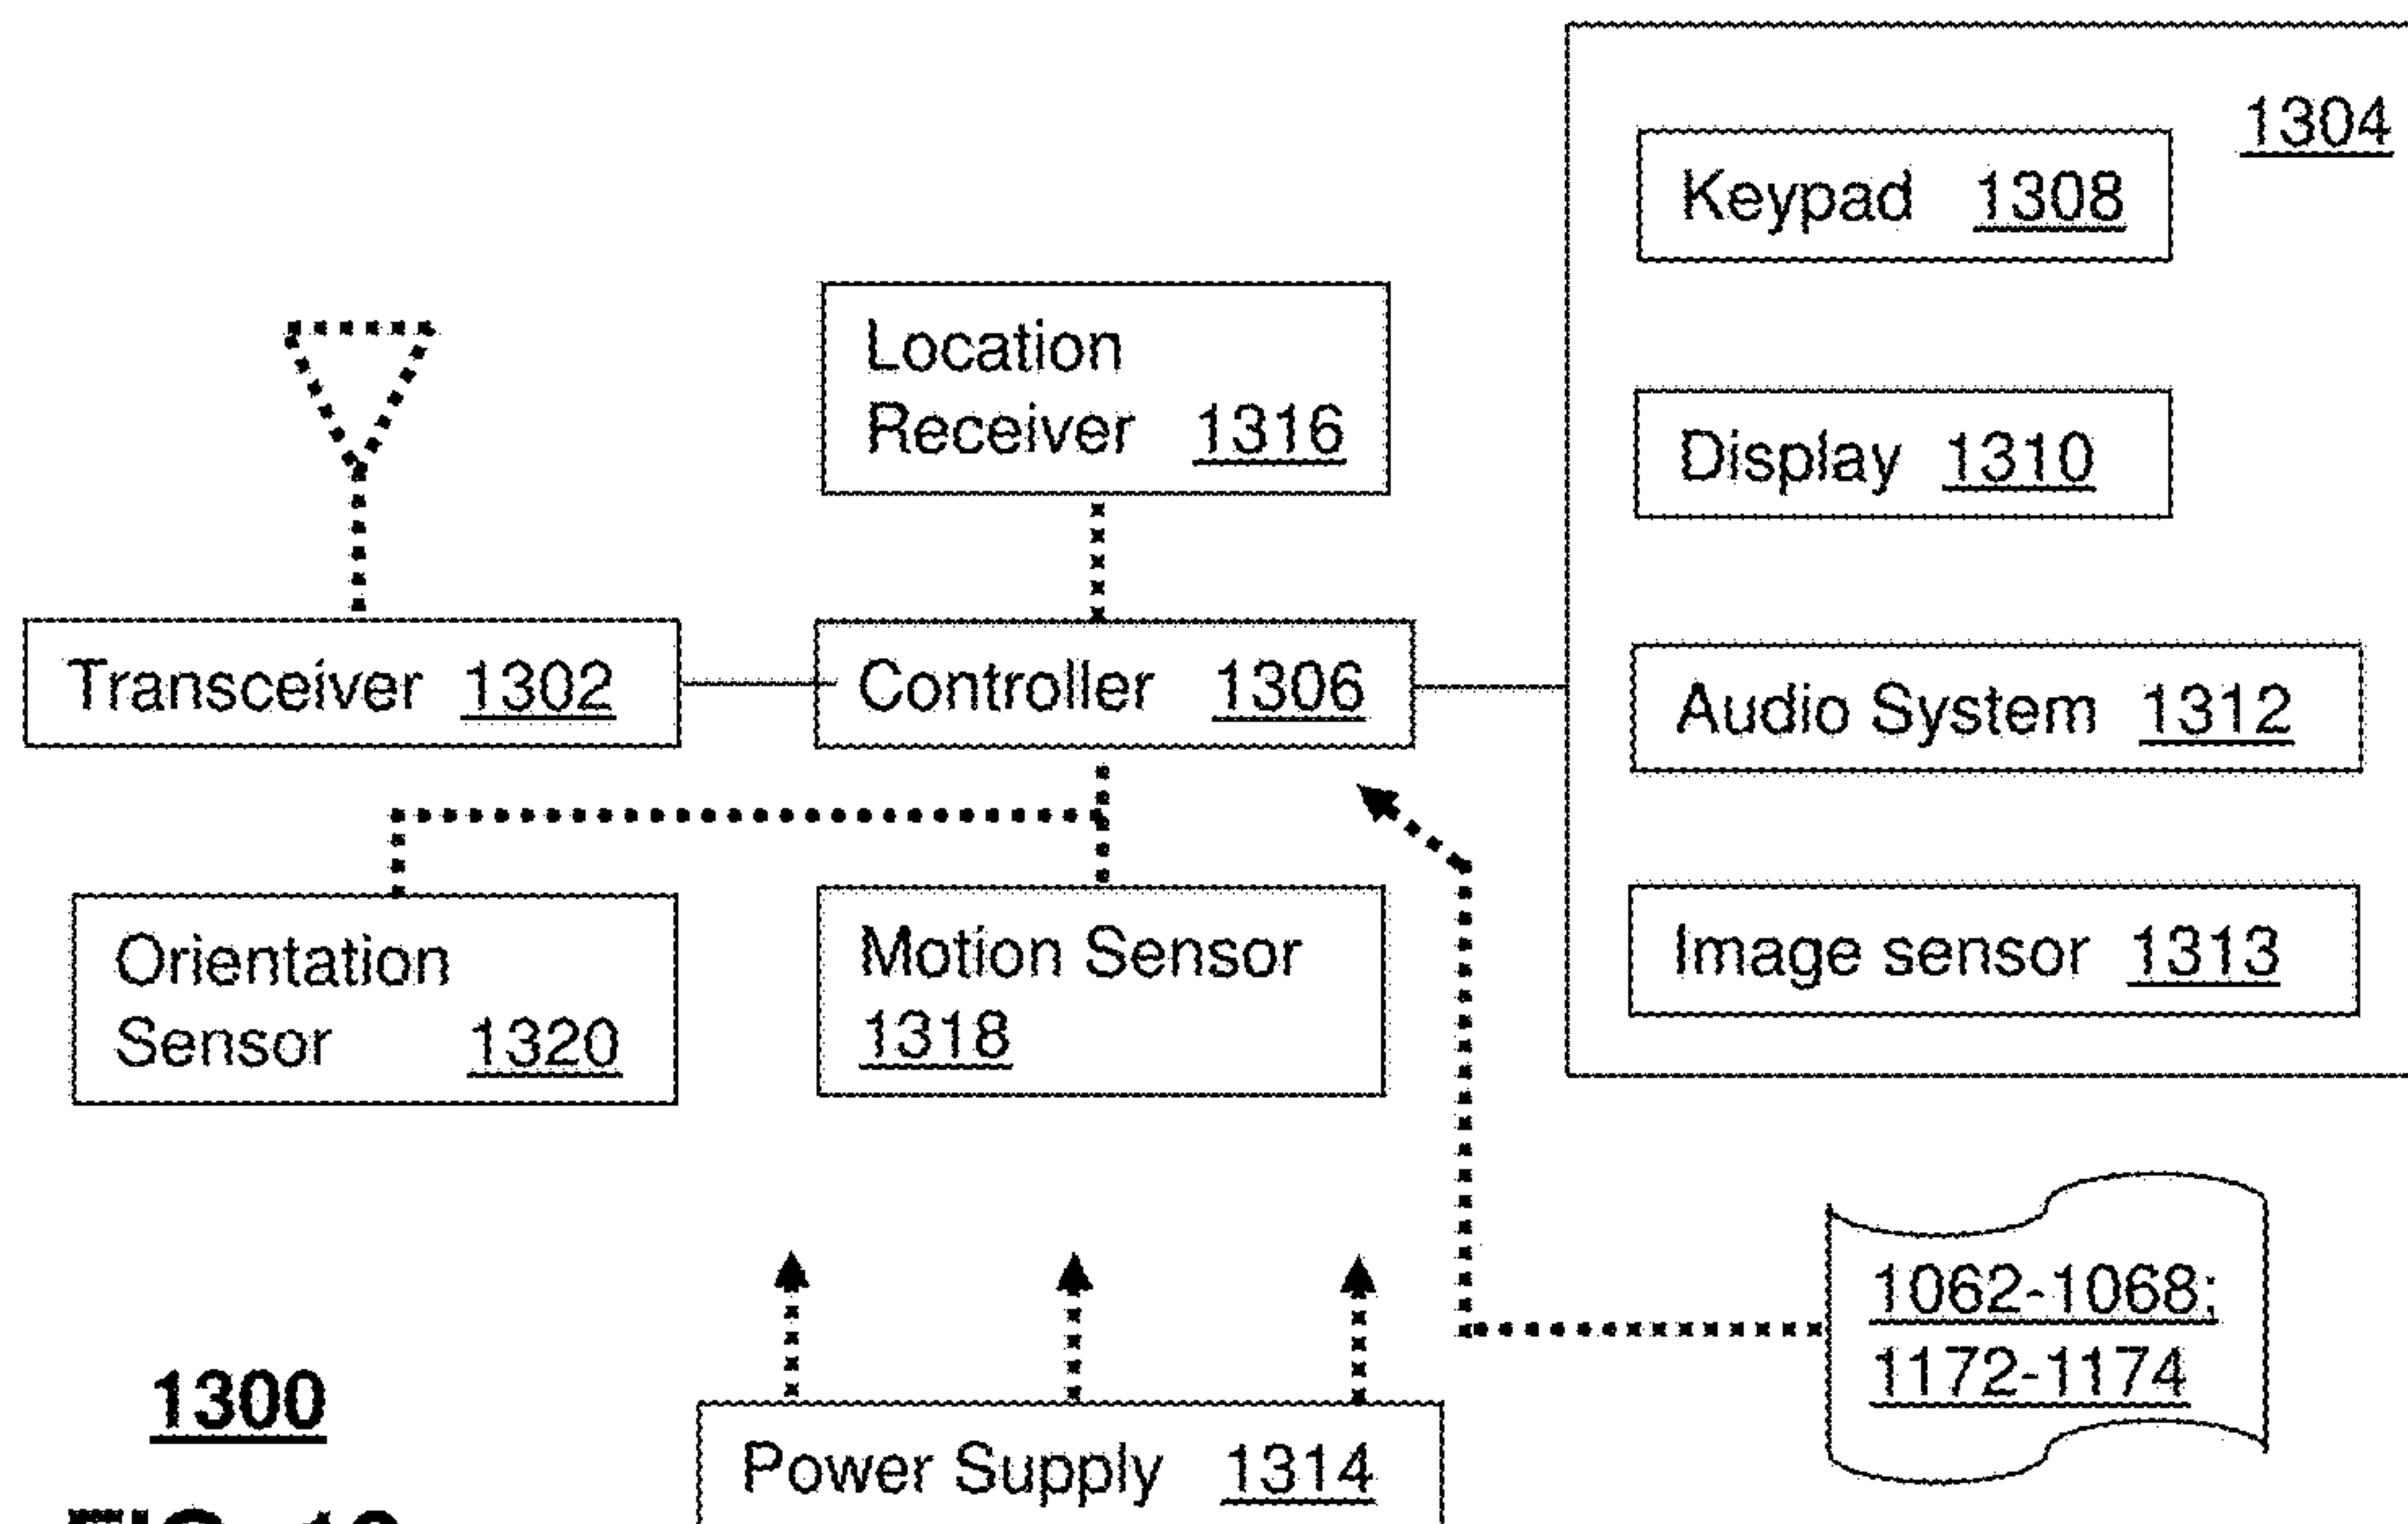 1304
Keypad 1308
Location
Receiver 1316
Display 1310
Transceiver 1302
Controller 1306
Audio System 1312
Orientation
Sensor 1320
Motion Sensor
1318
Image sensor 1313
1062-1068;
1172-1174
1300
Power Supply 1314